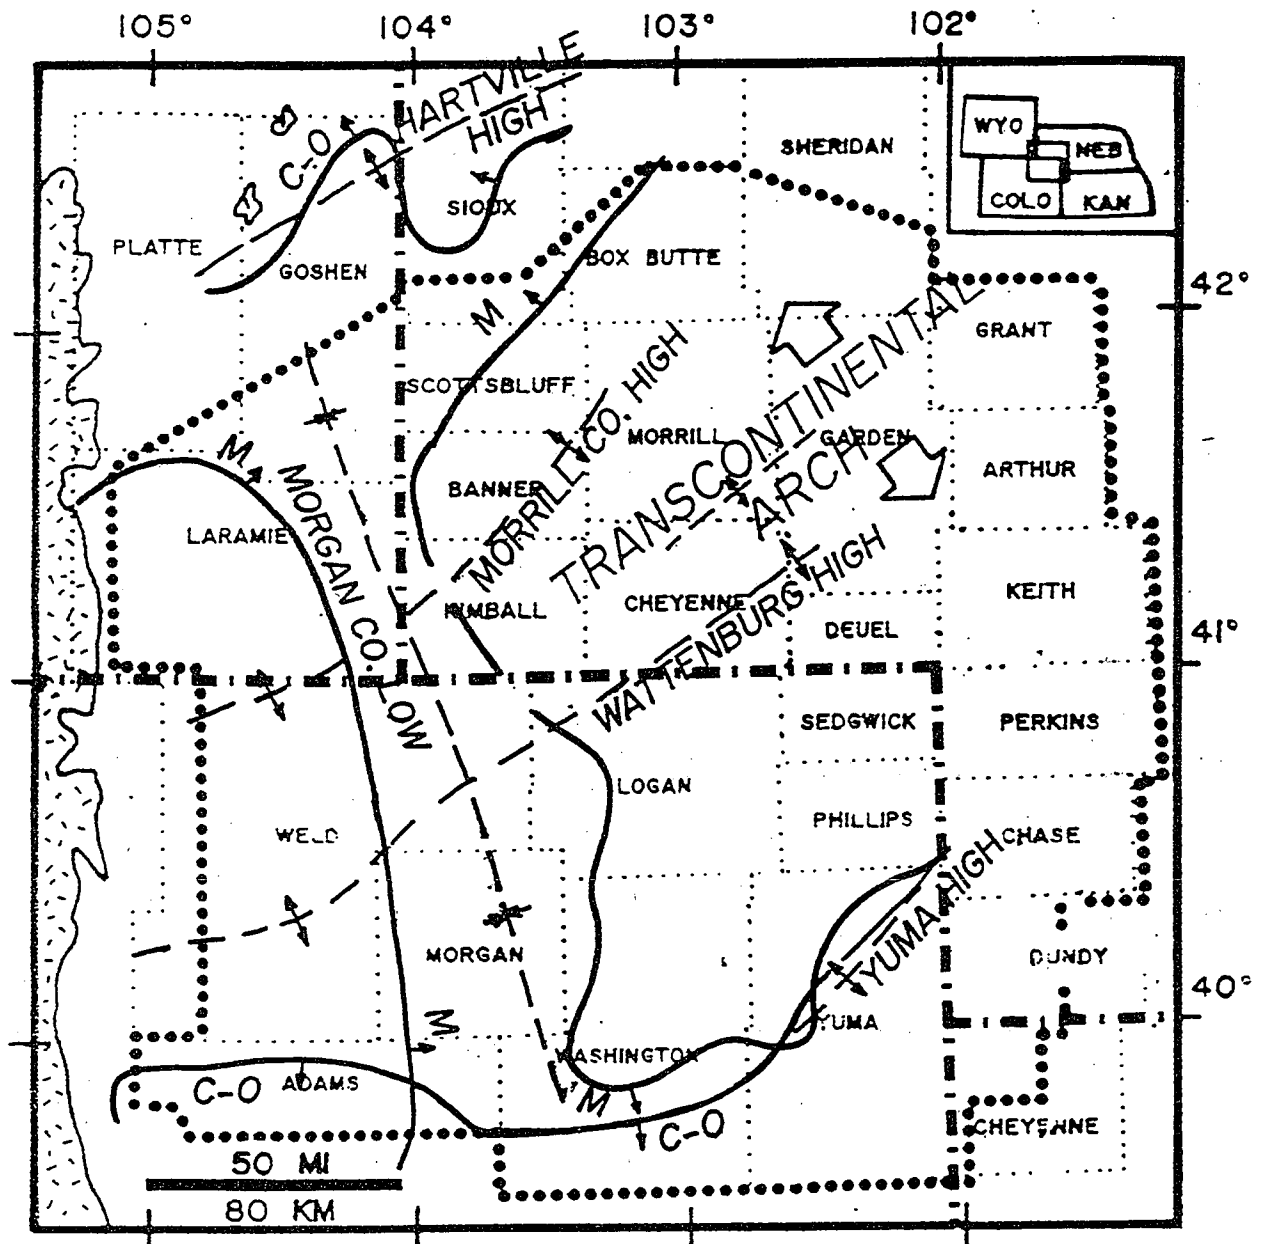 105° 104° 103° 102°
HARTVILLE
HIGH
C-O
SHERIDAN
WYO
NEB
COLO
KAN
SIOUX
PLATTE
GOSHEN
BOX BUTTE
42°
M
GRANT
SCOTTSBLUFF
MORRILL CO. HIGH
TRANSCONTINENTAL
ARCH
MORRILL
GARDEN
M
ARTHUR
BANNER
LARAMIE
MORGAN CO. LOW
KIMBALL
CHEYENNE
KEITH
DEUEL
41°
WATTENBURG HIGH
SEDGWICK
PERKINS
LOGAN
PHILLIPS
CHASE
WELD
YUMA HIGH
MORGAN
DUNDY
40°
M
YUMA
WASHINGTON
C-O
ADAMS
M
C-O
CHEYENNE
50 MI
80 KM